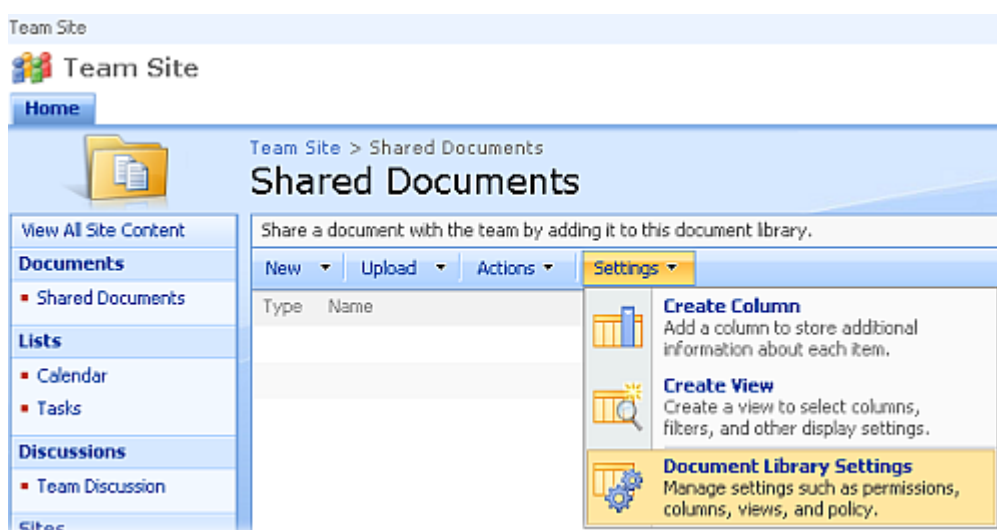 Team Site
Team Site
Home
Team Site > Shared Documents
Shared Documents
View All Site Content
Documents
Shared Documents
Lists
Calendar
Tasks
Discussions
Team Discussion
Sites
Share a document with the team by adding it to this document library.
New Upload Actions Settings
Type Name
Create Column
Add a column to store additional
information about each item.
Create View
Create a view to select columns,
filters, and other display settings.
Document Library Settings
Manage settings such as permissions,
columns, views, and policy.